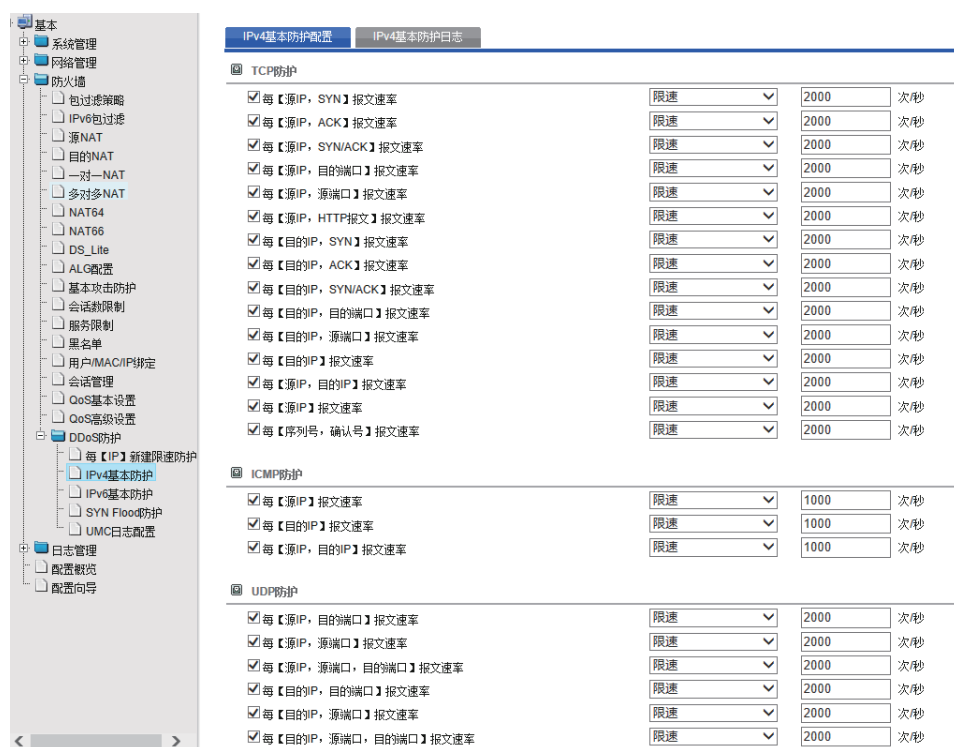 基本
系统管理
网络管理
防火墙
包过滤策略
IPv6包过滤
源NAT
目的NAT
一对一NAT
多对多NAT
NAT64
NAT66
DS_Lite
ALG配置
基本攻击防护
会话数限制
服务限制
黑名单
用户/MAC/IP绑定
会话管理
QoS基本设置
QoS高级设置
DDoS防护
每【IP】新建限速防护
IPv4基本防护
IPv6基本防护
SYN Flood防护
UMC日志配置
日志管理
配置概览
配置向导
IPv4基本防护配置 IPv4基本防护日志
TCP防护
每【源IP，SYN】报文速率 限速 2000 次/秒
每【源IP，ACK】报文速率 限速 2000 次/秒
每【源IP，SYN/ACK】报文速率 限速 2000 次/秒
每【源IP，目的端口】报文速率 限速 2000 次/秒
每【源IP，源端口】报文速率 限速 2000 次/秒
每【源IP，HTTP报文】报文速率 限速 2000 次/秒
每【目的IP，SYN】报文速率 限速 2000 次/秒
每【目的IP，ACK】报文速率 限速 2000 次/秒
每【目的IP，SYN/ACK】报文速率 限速 2000 次/秒
每【目的IP，目的端口】报文速率 限速 2000 次/秒
每【目的IP，源端口】报文速率 限速 2000 次/秒
每【目的IP】报文速率 限速 2000 次/秒
每【源IP，目的IP】报文速率 限速 2000 次/秒
每【源IP】报文速率 限速 2000 次/秒
每【序列号，确认号】报文速率 限速 2000 次/秒
ICMP防护
每【源IP】报文速率 限速 1000 次/秒
每【目的IP】报文速率 限速 1000 次/秒
每【源IP，目的IP】报文速率 限速 1000 次/秒
UDP防护
每【源IP，目的端口】报文速率 限速 2000 次/秒
每【源IP，源端口】报文速率 限速 2000 次/秒
每【源IP，源端口，目的端口】报文速率 限速 2000 次/秒
每【目的IP，目的端口】报文速率 限速 2000 次/秒
每【目的IP，源端口】报文速率 限速 2000 次/秒
每【目的IP，源端口，目的端口】报文速率 限速 2000 次/秒